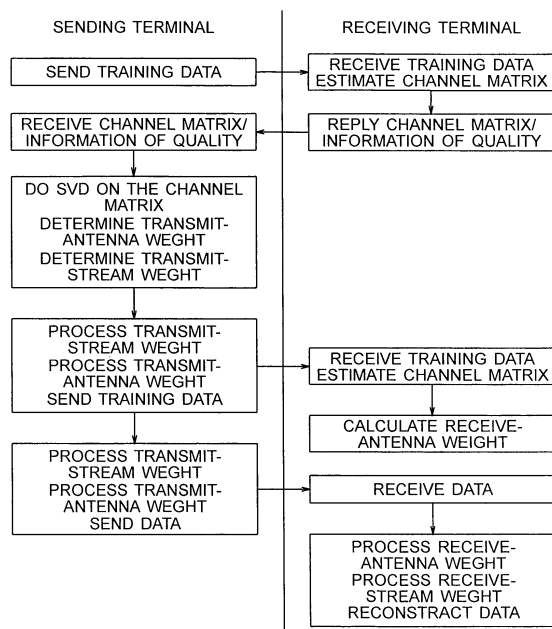 SENDING TERMINAL
RECEIVING TERMINAL
SEND TRAINING DATA
RECEIVE TRAINING DATA
ESTIMATE CHANNEL MATRIX
RECEIVE CHANNEL MATRIX/
INFORMATION OF QUALITY
REPLY CHANNEL MATRIX/
INFORMATION OF QUALITY
DO SVD ON THE CHANNEL
MATRIX
DETERMINE TRANSMIT-
ANTENNA WEGHT
DETERMINE TRANSMIT-
STREAM WEGHT
PROCESS TRANSMIT-
STREAM WEGHT
PROCESS TRANSMIT-
ANTENNA WEGHT
SEND TRAINING DATA
RECEIVE TRAINING DATA
ESTIMATE CHANNEL MATRIX
CALCULATE RECEIVE-
ANTENNA WEIGHT
PROCESS TRANSMIT-
STREAM WEGHT
PROCESS TRANSMIT-
ANTENNA WEGHT
SEND DATA
RECEIVE DATA
PROCESS RECEIVE-
ANTENNA WEGHT
PROCESS RECEIVE-
STREAM WEGHT
RECONSTRACT DATA